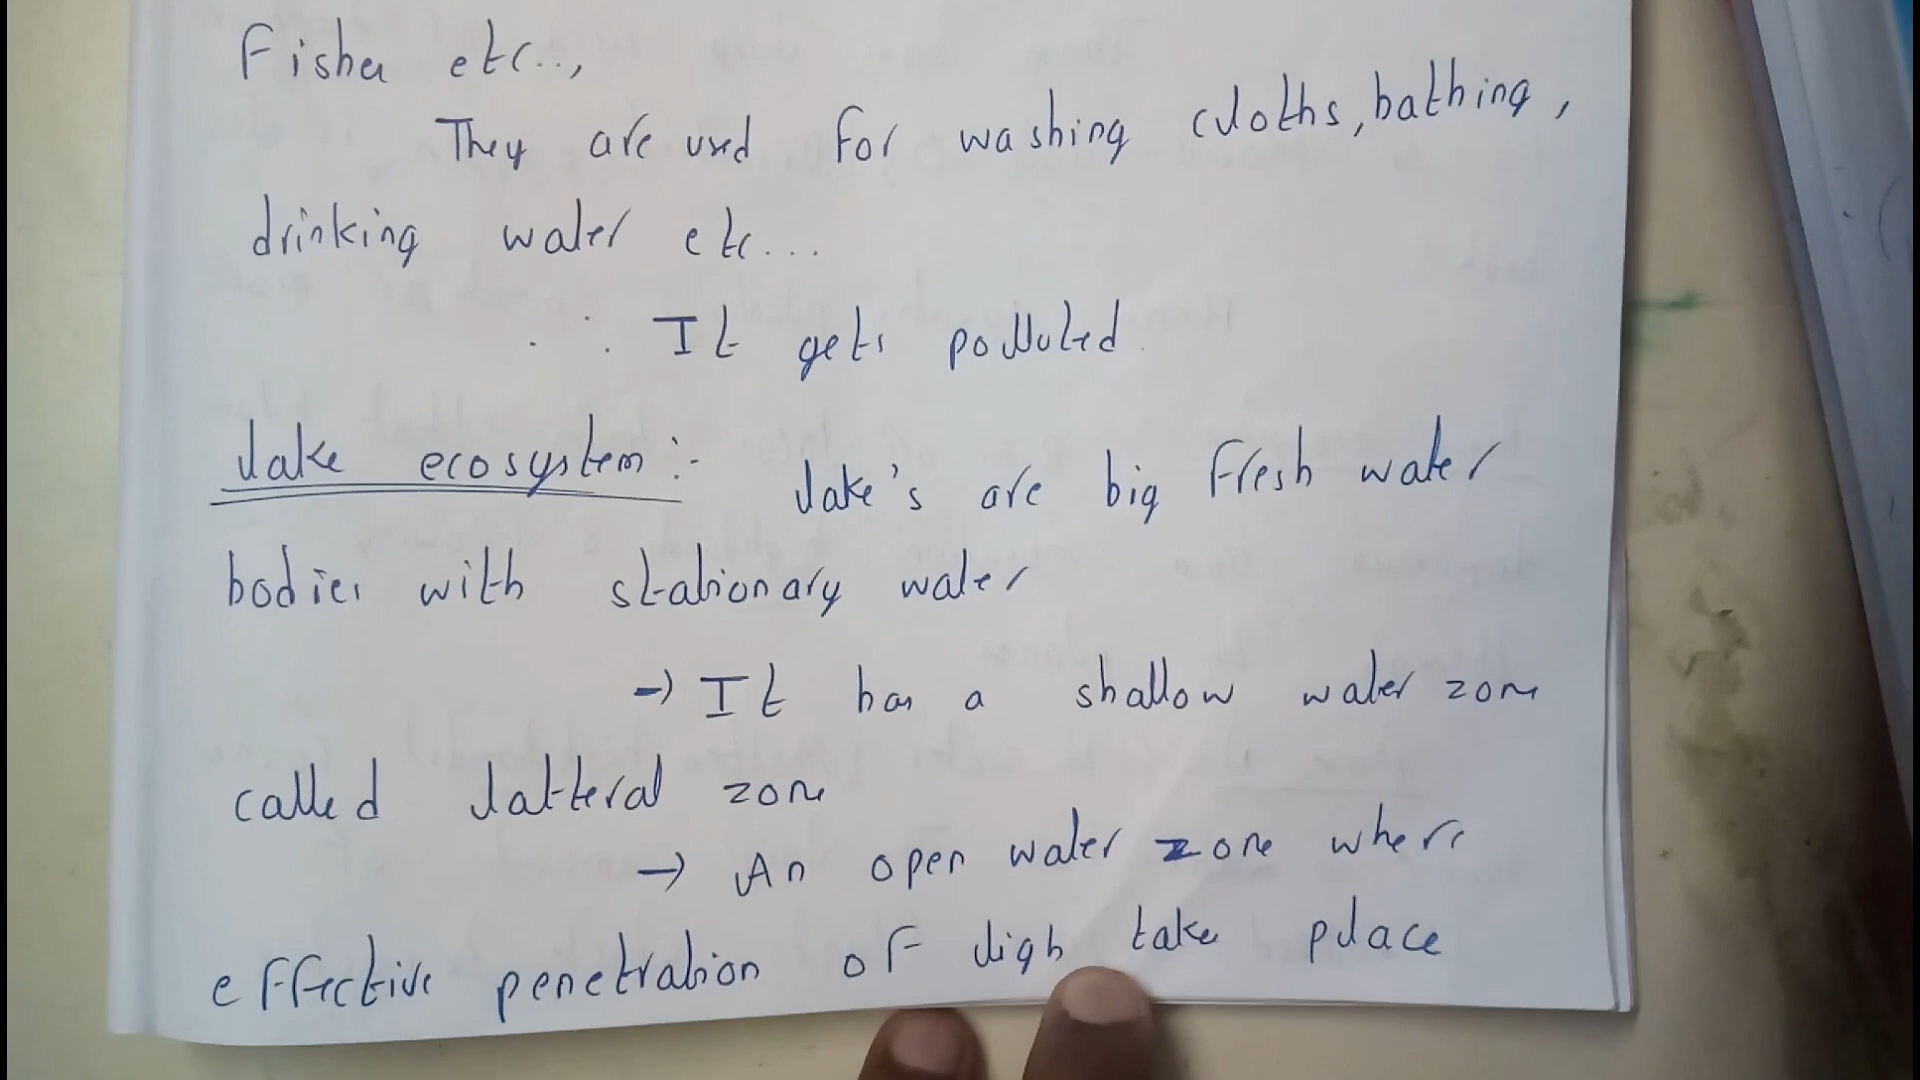 Fishes etc..,
They are used for washing cloths, bathing,
drinking water etc...
∴ It gets polluted.
Lake ecosystem :- Lake's are big fresh water
bodies with stationary water
→ It has a shallow water zone
called latteral zone
→ An open water zone where
effective penetration of ligh take place